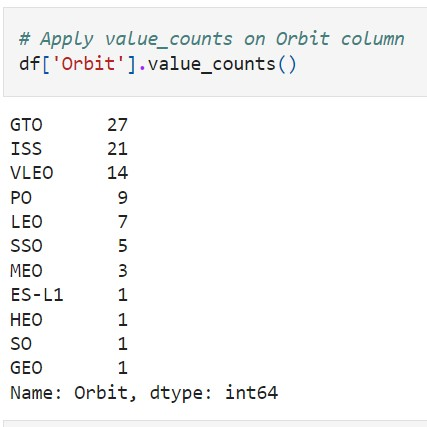 # Apply value_counts on Orbit column
df['Orbit'].value_counts()
GTO 27
ISS 21
VLEO 14
PO 9
LEO 7
SSO 5
MEO 3
ES-L1 1
HEO 1
SO 1
GEO 1
Name: Orbit, dtype: int64